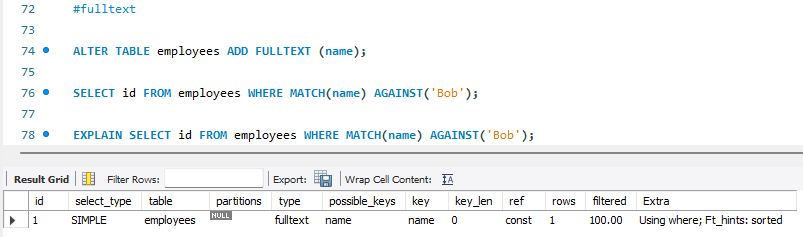 72 #fulltext
73
74 ALTER TABLE employees ADD FULLTEXT (name);
75
76 SELECT id FROM employees WHERE MATCH(name) AGAINST('Bob');
77
78 EXPLAIN SELECT id FROM employees WHERE MATCH(name) AGAINST('Bob');
Result Grid Filter Rows: Export: Wrap Cell Content: IA
id select_type table partitions type possible_keys key key_len ref rows filtered Extra
1 SIMPLE employees NULL fulltext name name 0 const 1 100.00 Using where; Ft_hints: sorted